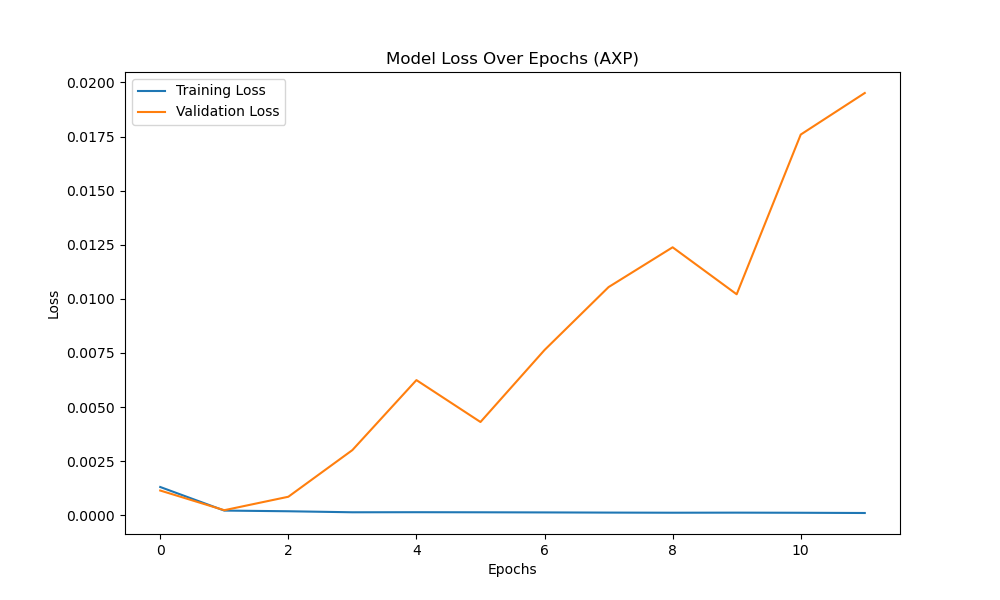 Model Loss Over Epochs (AXP)
Training Loss
Validation Loss
0.0200
0.0175
0.0150
0.0125
0.0100
0.0075
0.0050
0.0025
0.0000
Loss
0 2 4 6 8 10
Epochs